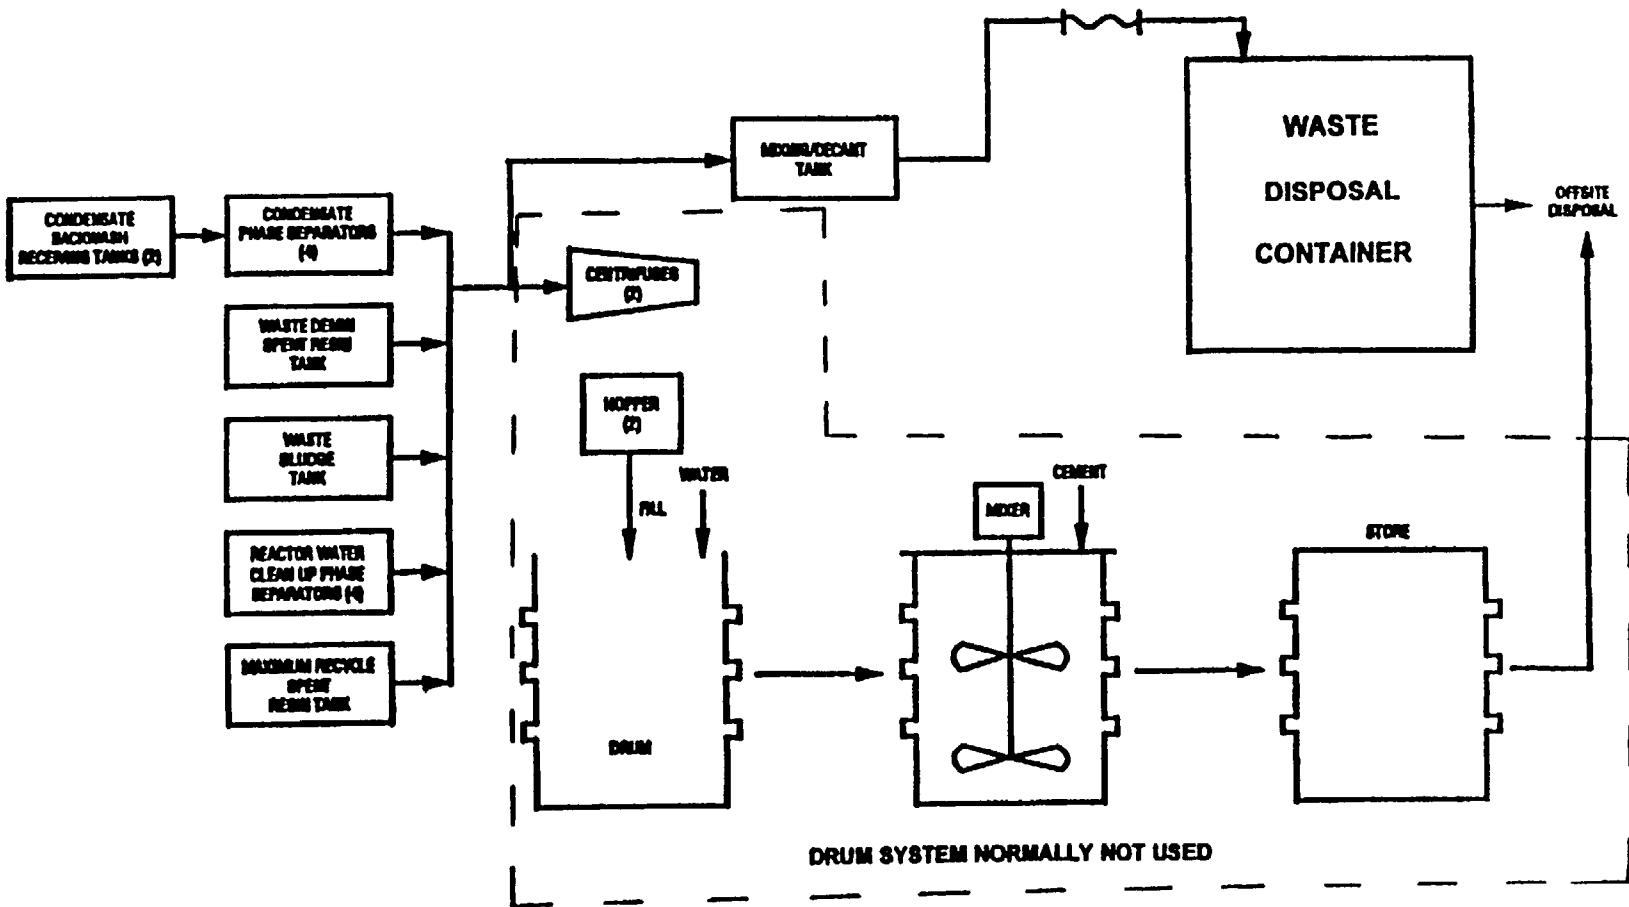 WASTE
DISPOSAL
CONTAINER
OFFSITE
DISPOSAL
MIXING/DECANT
TANK
CONDENSATE
BACKWASH
RECEIVING TANKS (2)
CONDENSATE
PHASE SEPARATORS
(4)
CENTRIFUGES
(2)
WASTE DEMIN
SPENT RESIN
TANK
HOPPER
(2)
WASTE
SLUDGE
TANK
WATER
FILL
CEMENT
MIXER
STORE
REACTOR WATER
CLEAN UP PHASE
SEPARATORS (4)
MAXIMUM RECYCLE
SPENT
RESIN TANK
DRUM
DRUM SYSTEM NORMALLY NOT USED